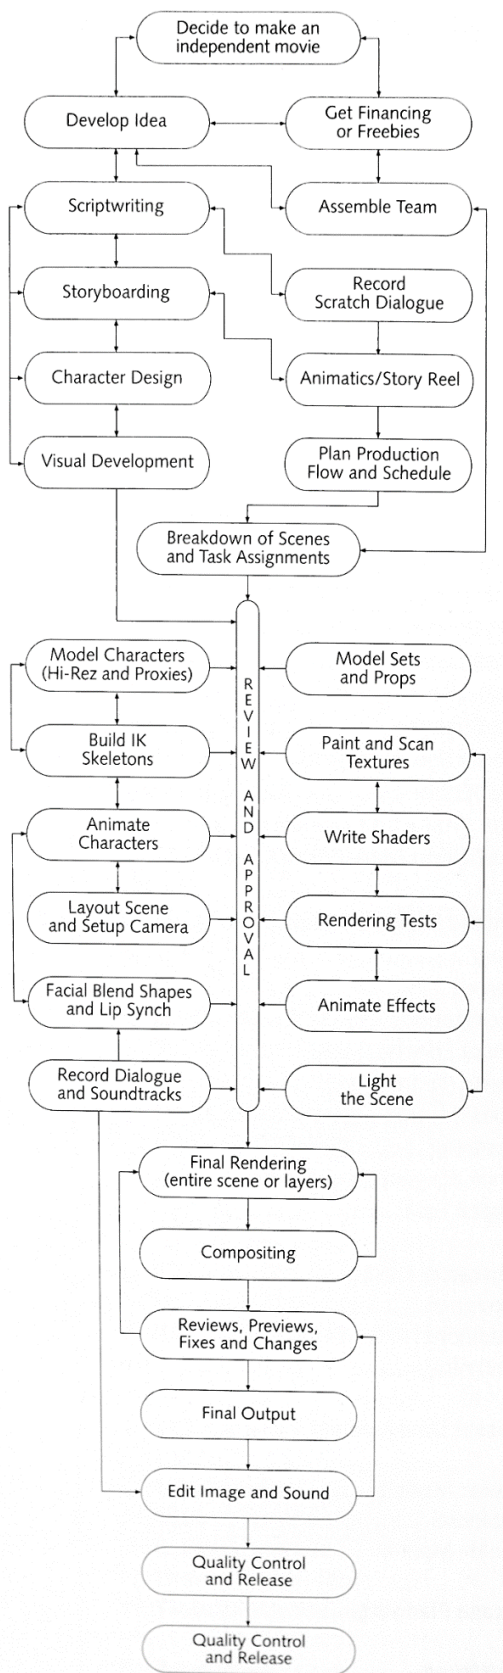 Decide to make an
independent movie
Develop Idea
Get Financing
or Freebies
Scriptwriting
Assemble Team
Storyboarding
Record
Scratch Dialogue
Character Design
Animatics/Story Reel
Visual Development
Plan Production
Flow and Schedule
Breakdown of Scenes
and Task Assignments
REVIEW AND APPROVAL
Model Characters
(Hi-Rez and Proxies)
Model Sets
and Props
Build IK
Skeletons
Paint and Scan
Textures
Animate
Characters
Write Shaders
Layout Scene
and Setup Camera
Rendering Tests
Facial Blend Shapes
and Lip Synch
Animate Effects
Record Dialogue
and Soundtracks
Light
the Scene
Final Rendering
(entire scene or layers)
Compositing
Reviews, Previews,
Fixes and Changes
Final Output
Edit Image and Sound
Quality Control
and Release
Quality Control
and Release